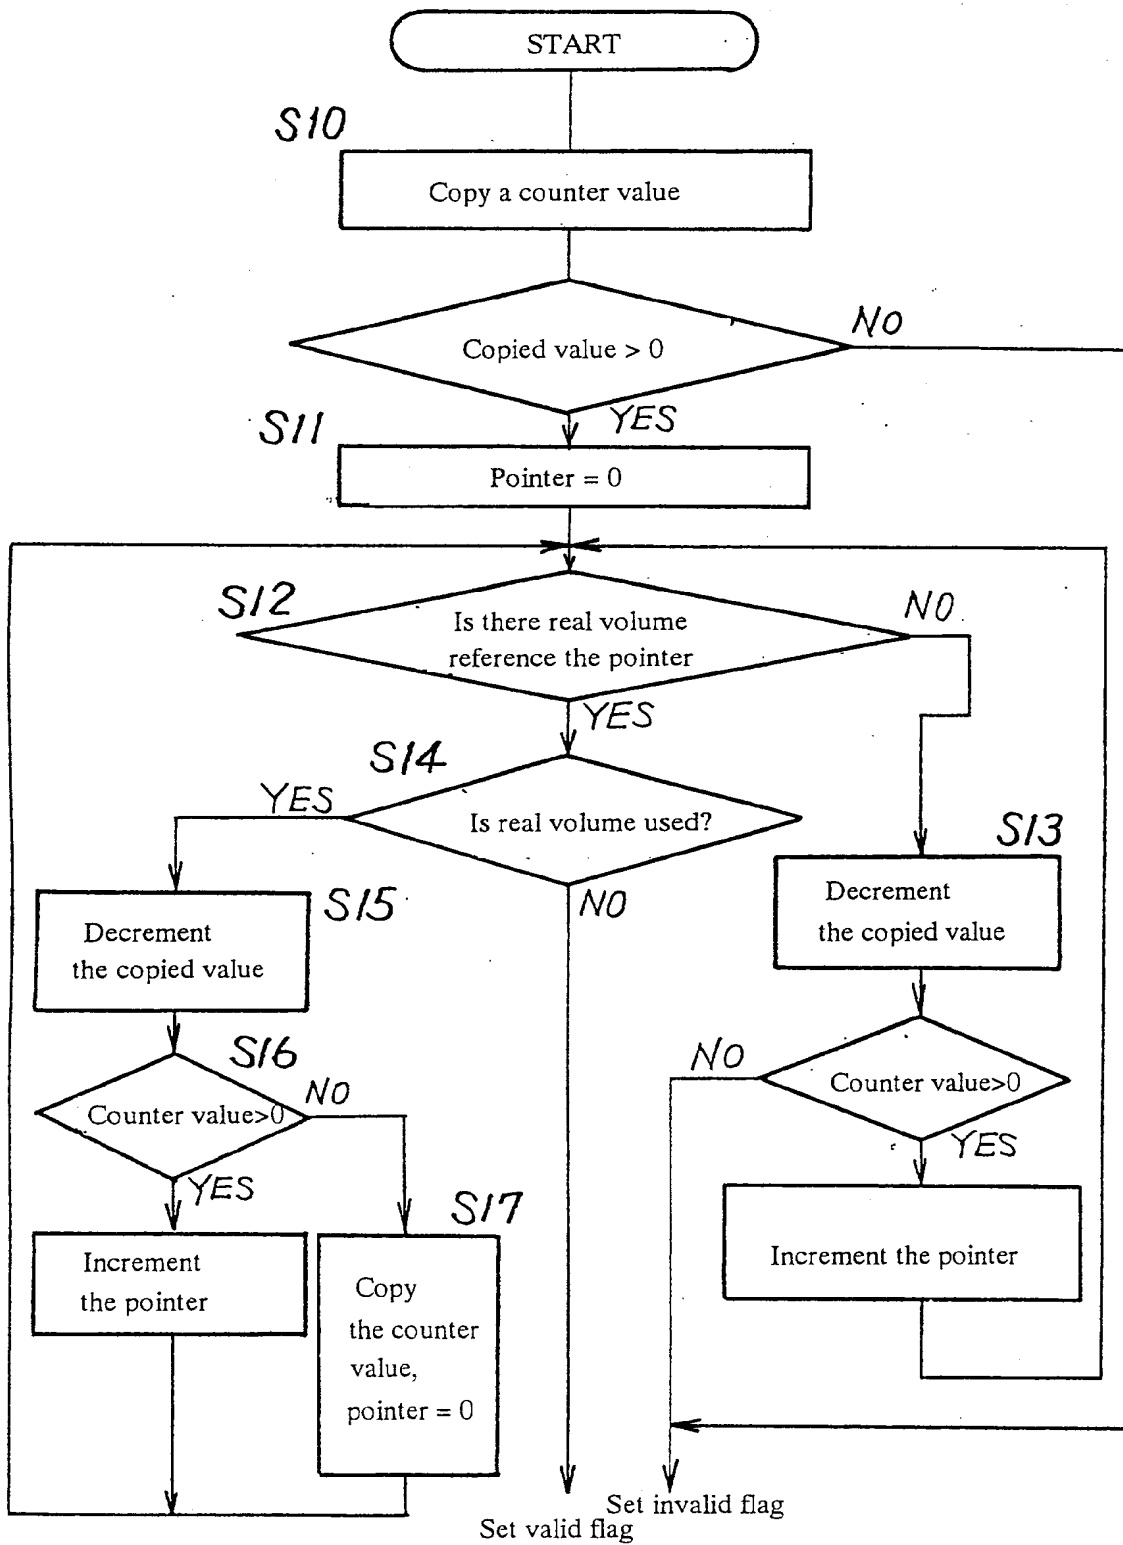 START
S10
Copy a counter value
Copied value > 0
NO
YES
S11
Pointer = 0
S12
Is there real volume
reference the pointer
NO
YES
S14
YES
Is real volume used?
NO
S13
Decrement
the copied value
S15
Decrement
the copied value
S16
Counter value>0
NO
YES
NO
Counter value>0
YES
Increment
the pointer
S17
Copy
the counter
value,
pointer = 0
Increment the pointer
Set invalid flag
Set valid flag